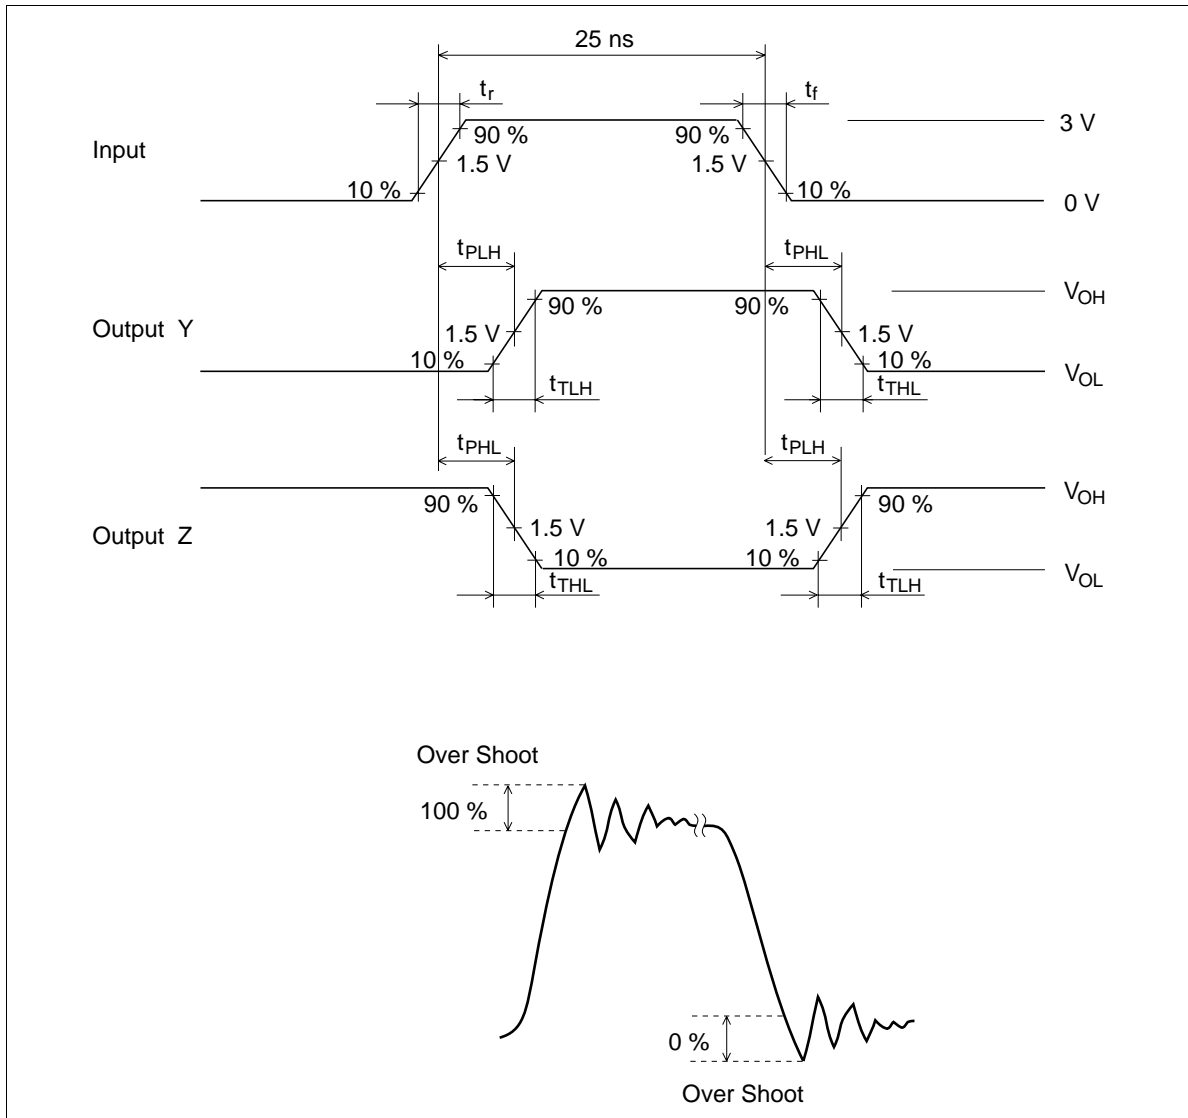 25 ns
tr
tf
Input
90 %
90 %
3 V
1.5 V
1.5 V
10 %
10 %
0 V
tPLH
tPHL
Output Y
90 %
90 %
VOH
1.5 V
1.5 V
10 %
10 %
VOL
tTLH
tTHL
tPHL
tPLH
Output Z
90 %
90 %
VOH
1.5 V
1.5 V
10 %
10 %
VOL
tTHL
tTLH
Over Shoot
100 %
0 %
Over Shoot